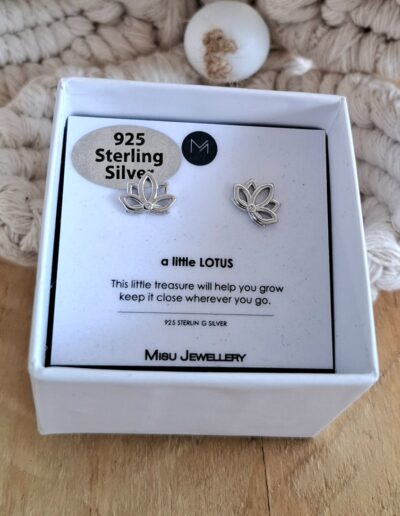 925
Sterling
Silver
M
a little LOTUS
This little treasure will help you grow
keep it close wherever you go.
925 STERLIN G SILVER
MISU JEWELLERY